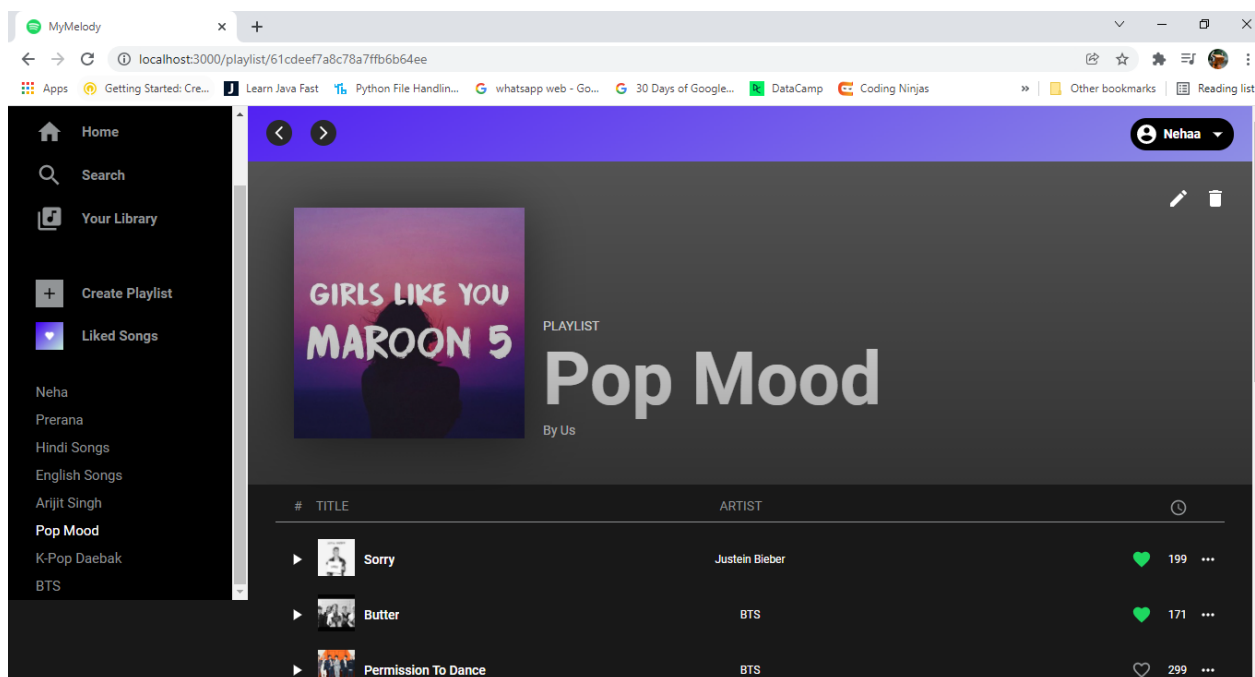 MyMelody
localhost:3000/playlist/61cdeef7a8c78a7ffb6b64ee
Apps Getting Started: Cre... Learn Java Fast Python File Handlin... whatsapp web - Go... 30 Days of Google... DataCamp Coding Ninjas » Other bookmarks Reading list
Home
Search
Your Library
Create Playlist
Liked Songs
Neha
Prerana
Hindi Songs
English Songs
Arijit Singh
Pop Mood
K-Pop Daebak
BTS
Nehaa
GIRLS LIKE YOU
MAROON 5
PLAYLIST
Pop Mood
By Us
# TITLE ARTIST
Sorry Justein Bieber 199
Butter BTS 171
Permission To Dance BTS 299